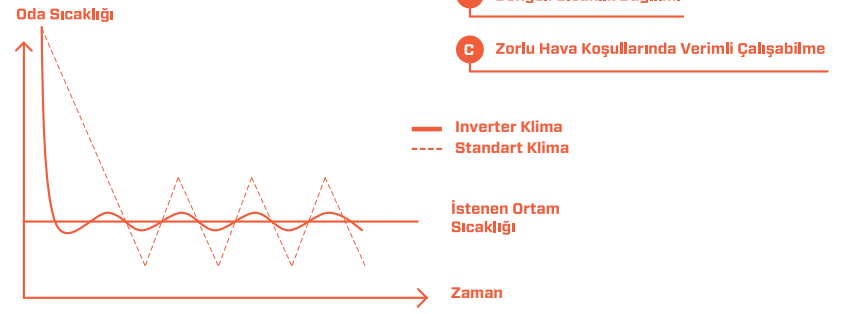 Oda Sıcaklığı
C Zorlu Hava Koşullarında Verimli Çalışabilme
Inverter Klima
Standart Klima
İstenen Ortam
Sıcaklığı
Zaman